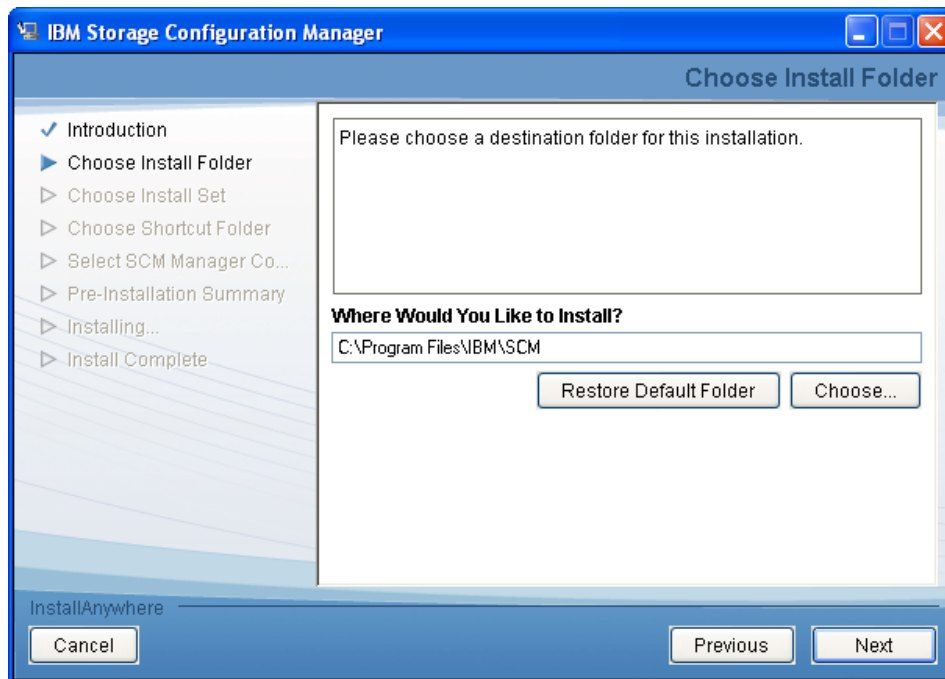 IBM Storage Configuration Manager
Choose Install Folder
Introduction
Choose Install Folder
Choose Install Set
Choose Shortcut Folder
Select SCM Manager Co...
Pre-Installation Summary
Installing...
Install Complete
Please choose a destination folder for this installation.
Where Would You Like to Install?
C:\Program Files\IBM\SCM
Restore Default Folder
Choose...
InstallAnywhere
Cancel
Previous
Next